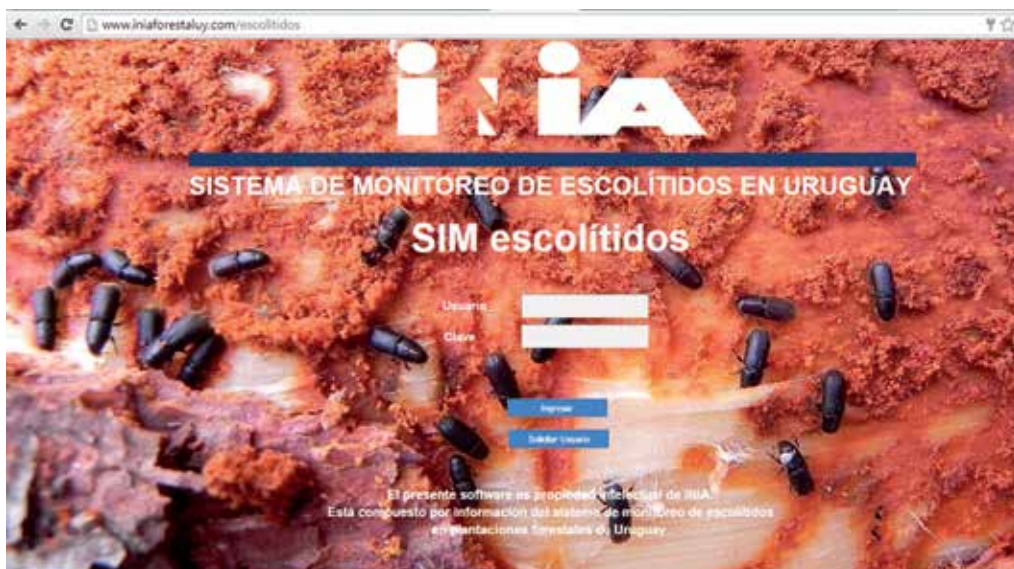 www.iniaforestaluy.com/escolitidos
iNiA
SISTEMA DE MONITOREO DE ESCOLÍTIDOS EN URUGUAY
SIM escolítidos
Usuario
Clave
Ingresar
Solicitar Usuario
El presente software es propiedad intelectual de INIA.
Está compuesto por información del sistema de monitoreo de escolítidos
en plantaciones forestales de Uruguay